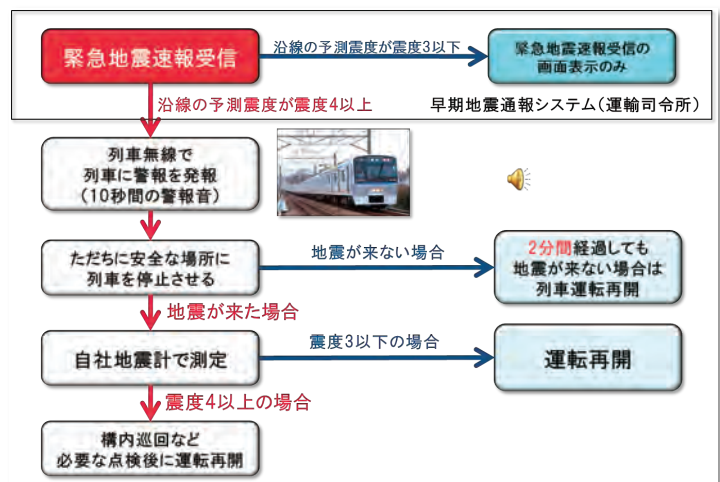 緊急地震速報受信
沿線の予測震度が震度3以下
緊急地震速報受信の
画面表示のみ
沿線の予測震度が震度4以上
早期地震通報システム(運輸司令所)
列車無線で
列車に警報を発報
(10秒間の警報音)
ただちに安全な場所に
列車を停止させる
地震が来ない場合
2分間経過しても
地震が来ない場合は
列車運転再開
地震が来た場合
自社地震計で測定
震度3以下の場合
運転再開
震度4以上の場合
構内巡回など
必要な点検後に運転再開